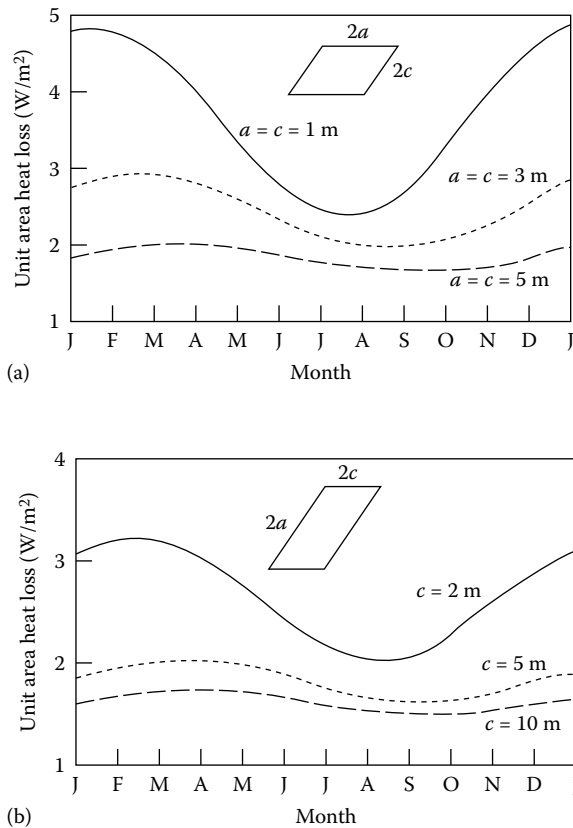 5
4
3
2
1
Unit area heat loss (W/m²)
2a
2c
a = c = 1 m
a = c = 3 m
a = c = 5 m
J F M A M J J A S O N D J
Month
(a)
4
3
2
1
Unit area heat loss (W/m²)
2c
2a
c = 2 m
c = 5 m
c = 10 m
J F M A M J J A S O N D
Month
(b)